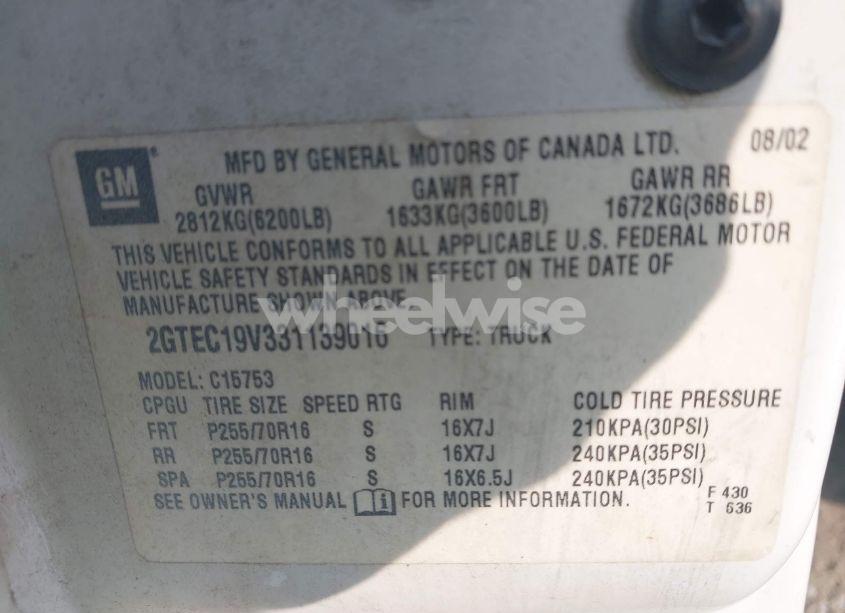 GM
MFD BY GENERAL MOTORS OF CANADA LTD. 08/02
GVWR GAWR FRT GAWR RR
2812KG(6200LB) 1633KG(3600LB) 1672KG(3686LB)
THIS VEHICLE CONFORMS TO ALL APPLICABLE U.S. FEDERAL MOTOR
VEHICLE SAFETY STANDARDS IN EFFECT ON THE DATE OF
MANUFACTURE SHOWN ABOVE.
wheelwise
2GTEC19V331139016 TYPE: TRUCK
MODEL: C15753
CPGU TIRE SIZE SPEED RTG RIM COLD TIRE PRESSURE
FRT P255/70R16 S 16X7J 210KPA(30PSI)
RR P255/70R16 S 16X7J 240KPA(35PSI)
SPA P255/70R16 S 16X6.5J 240KPA(35PSI)
SEE OWNER'S MANUAL FOR MORE INFORMATION.
F 430
T 636